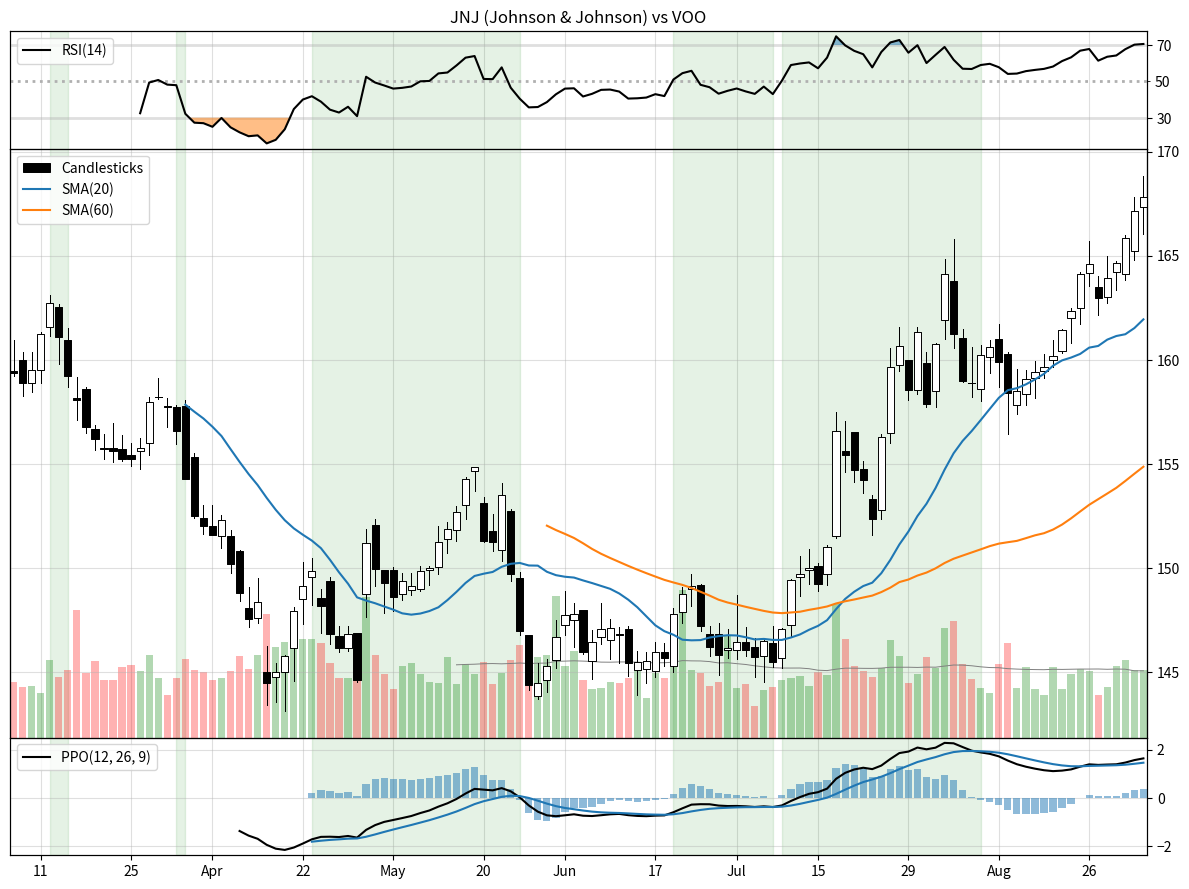 JNJ (Johnson & Johnson) vs VOO
RSI(14)
70
50
30
Candlesticks
SMA(20)
SMA(60)
170
165
160
155
150
145
PPO(12, 26, 9)
2
0
−2
11 25 Apr 22 May 20 Jun 17 Jul 15 29 Aug 26